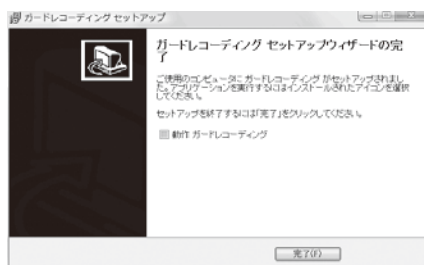 ガードレコーディング セットアップ
ガードレコーディング セットアップウィザードの完
了
ご使用のコンピュータに ガードレコーディング がセットアップされまし
た。アプリケーションを実行するにはインストールされたアイコンを選択
してください。
セットアップを終了するには「完了」をクリックしてください。
動作 ガードレコーディング
完了(F)